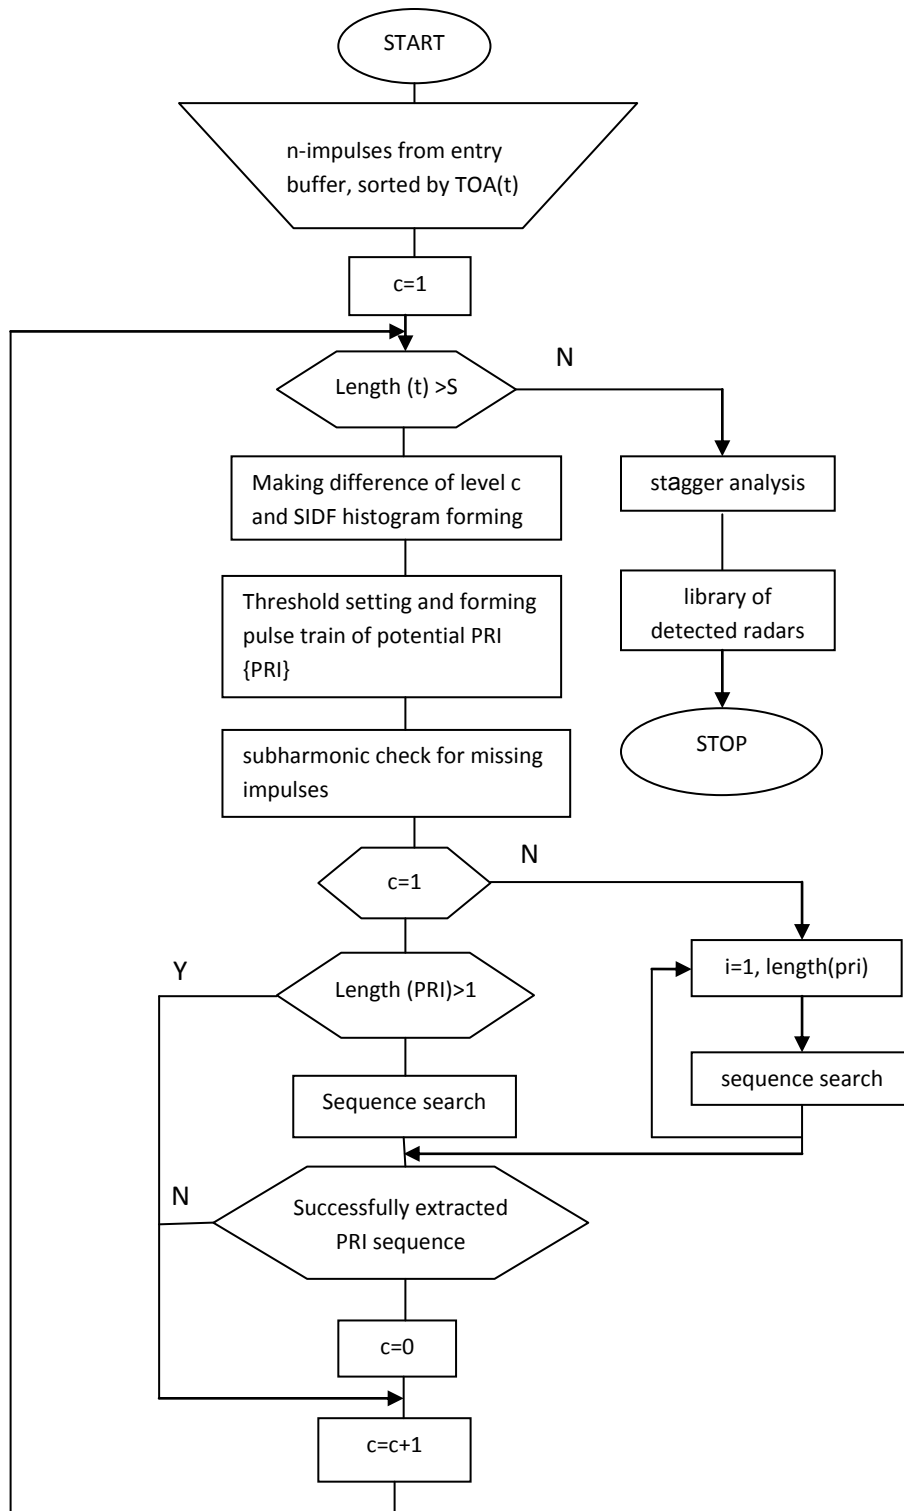 START
n-impulses from entry
buffer, sorted by TOA(t)
c=1
Length (t) >S
N
Making difference of level c
and SIDF histogram forming
stagger analysis
Threshold setting and forming
pulse train of potential PRI
{PRI}
library of
detected radars
subharmonic check for missing
impulses
STOP
c=1
N
Y
Length (PRI)>1
i=1, length(pri)
Sequence search
sequence search
N
Successfully extracted
PRI sequence
c=0
c=c+1